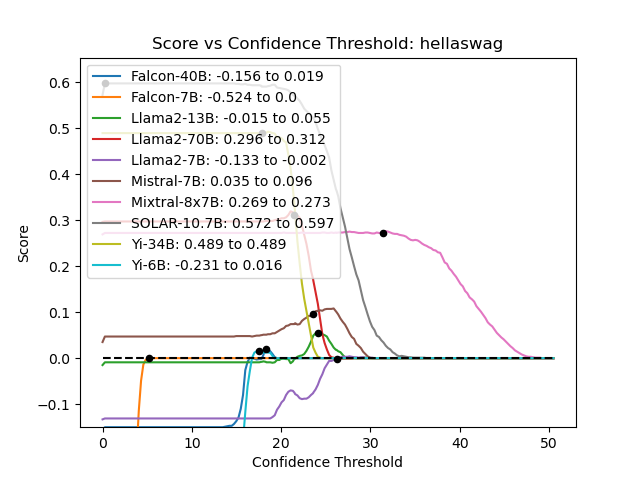 Score vs Confidence Threshold: hellaswag
Score
0.6
0.5
0.4
0.3
0.2
0.1
0.0
−0.1
Falcon-40B: -0.156 to 0.019
Falcon-7B: -0.524 to 0.0
Llama2-13B: -0.015 to 0.055
Llama2-70B: 0.296 to 0.312
Llama2-7B: -0.133 to -0.002
Mistral-7B: 0.035 to 0.096
Mixtral-8x7B: 0.269 to 0.273
SOLAR-10.7B: 0.572 to 0.597
Yi-34B: 0.489 to 0.489
Yi-6B: -0.231 to 0.016
0 10 20 30 40 50
Confidence Threshold